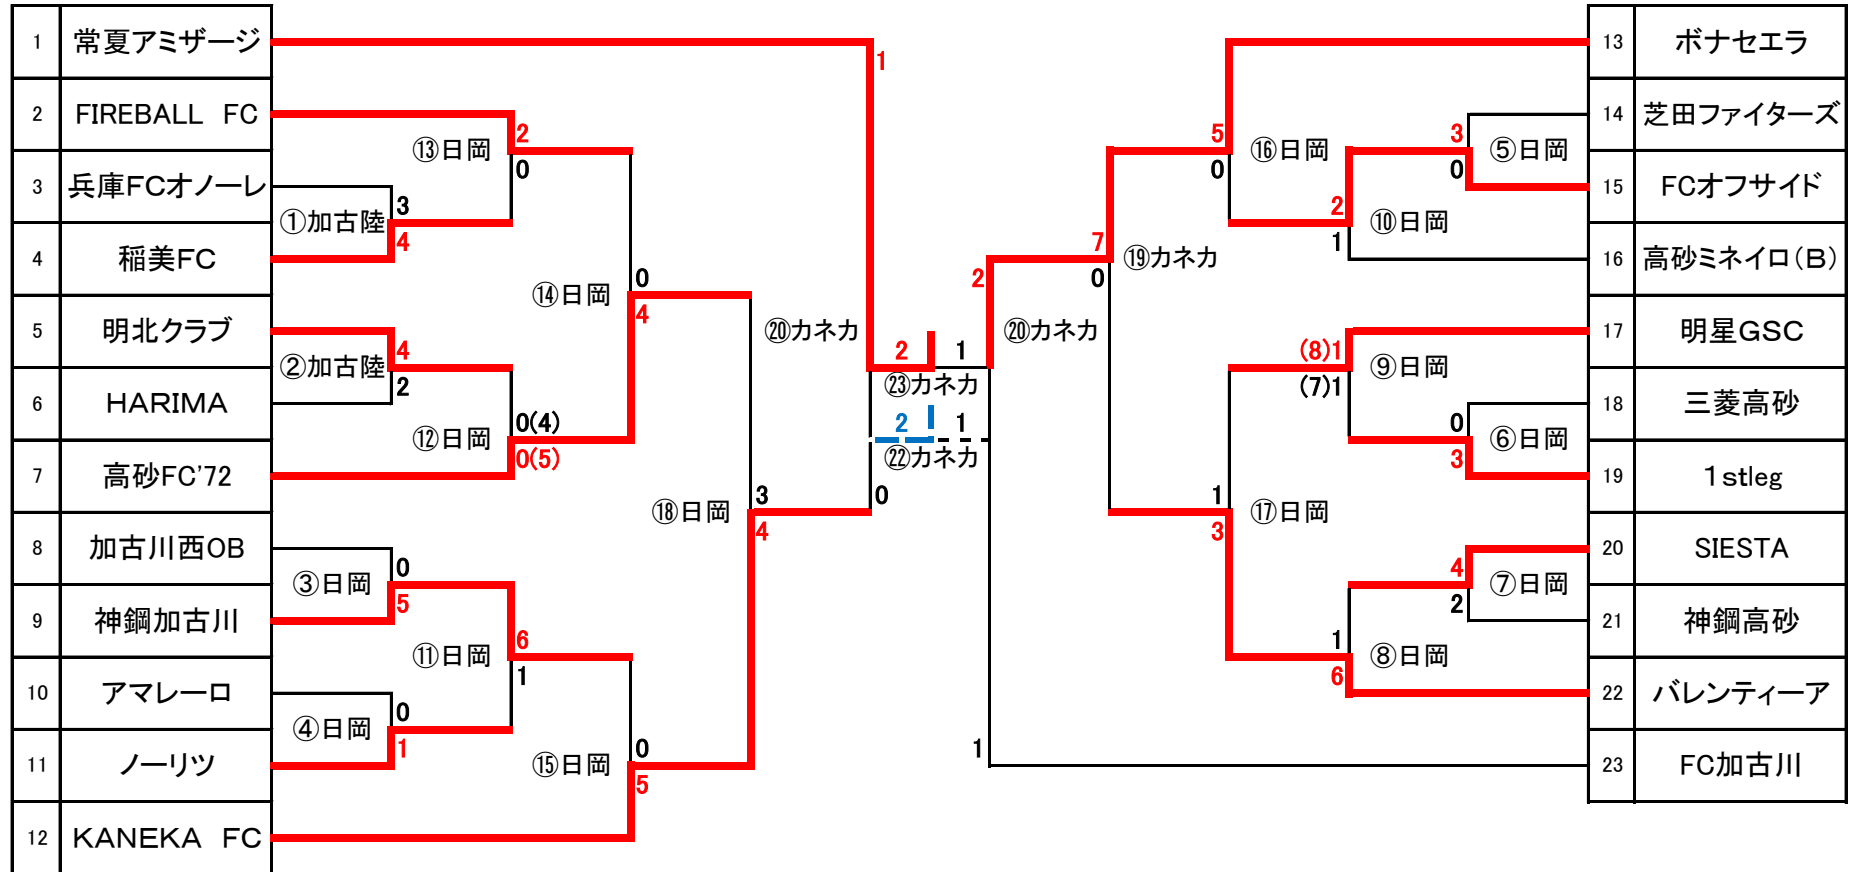 1 常夏アミザージ
2 FIREBALL FC
3 兵庫FCオノーレ
4 稲美FC
5 明北クラブ
6 HARIMA
7 高砂FC'72
8 加古川西OB
9 神鋼加古川
10 アマレーロ
11 ノーリツ
12 KANEKA FC
①加古陸
3
4
②加古陸
4
2
③日岡
0
5
④日岡
0
1
⑬日岡
2
0
⑫日岡
0(4)
0(5)
⑪日岡
6
1
⑭日岡
0
4
⑮日岡
0
5
⑱日岡
3
4
⑳カネカ
1
0
2 1
㉓カネカ
2 1
㉒カネカ
⑳カネカ
2
1
⑲カネカ
7
0
⑯日岡
5
0
⑰日岡
1
3
⑩日岡
2
1
⑨日岡
(8)1
(7)1
⑧日岡
1
6
⑤日岡
3
0
⑥日岡
0
3
⑦日岡
4
2
13 ボナセエラ
14 芝田ファイターズ
15 FCオフサイド
16 高砂ミネイロ(B)
17 明星GSC
18 三菱高砂
19 1stleg
20 SIESTA
21 神鋼高砂
22 バレンティーア
23 FC加古川